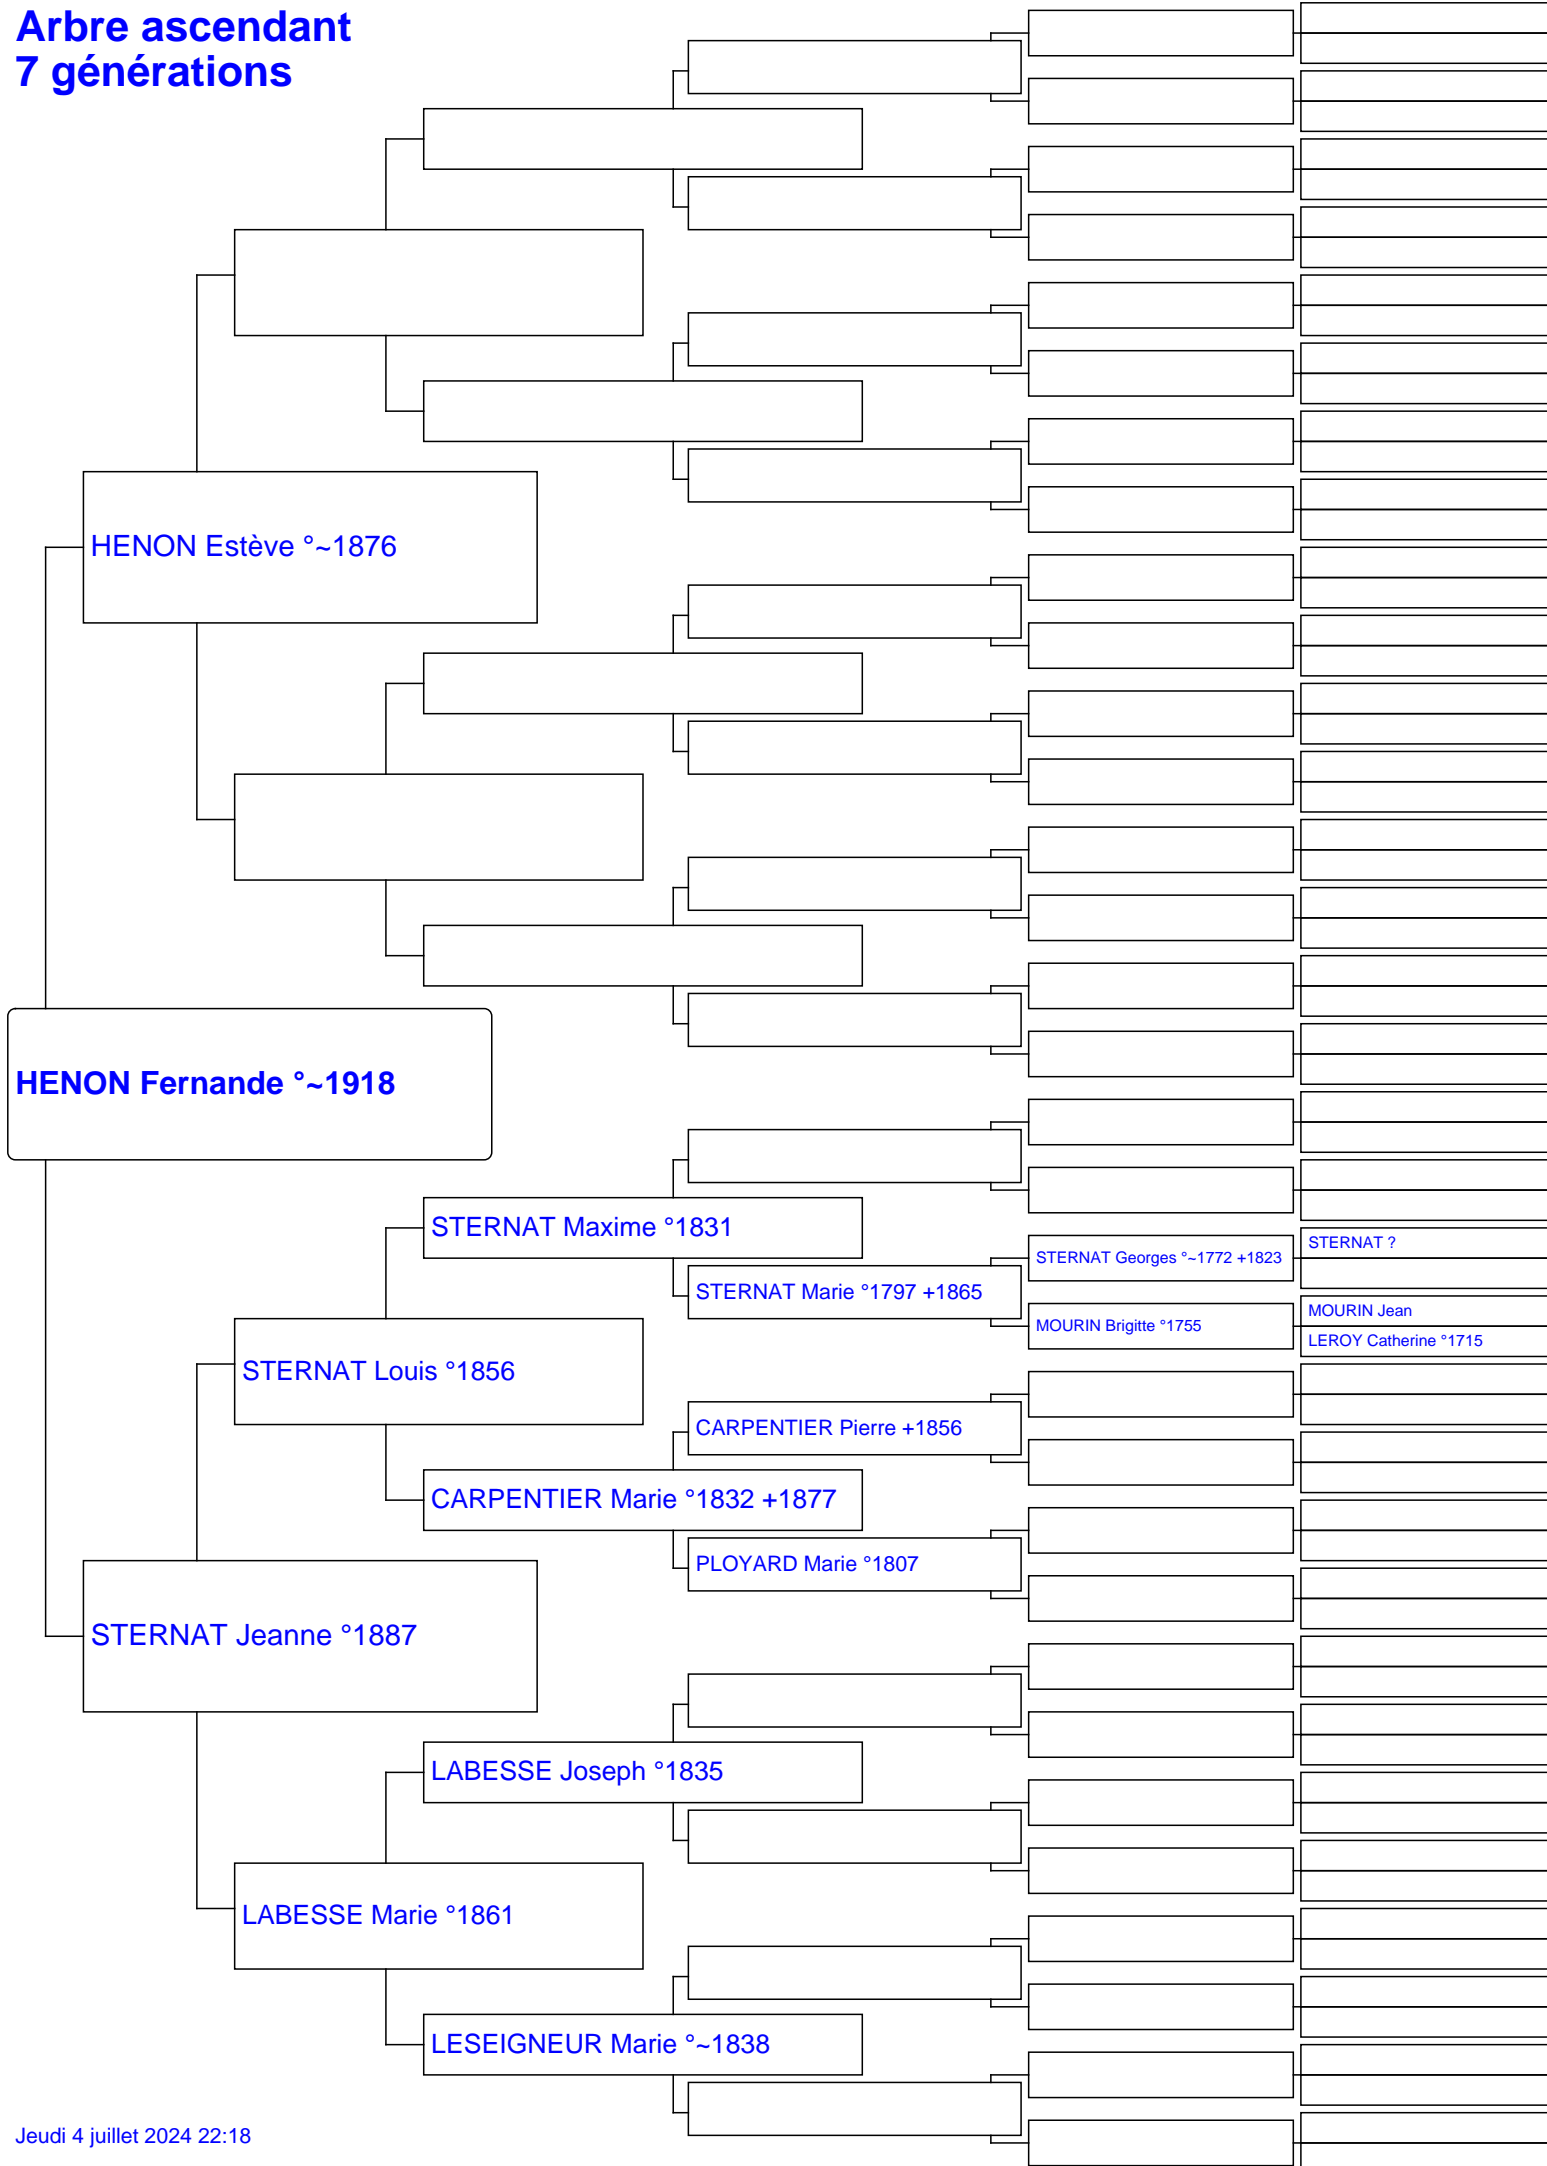 Arbre ascendant
7 générations
HENON Estève °~1876
HENON Fernande °~1918
STERNAT Maxime °1831
STERNAT Georges °~1772 +1823
STERNAT ?
STERNAT Marie °1797 +1865
MOURIN Brigitte °1755
MOURIN Jean
LEROY Catherine °1715
STERNAT Louis °1856
CARPENTIER Pierre +1856
CARPENTIER Marie °1832 +1877
PLOYARD Marie °1807
STERNAT Jeanne °1887
LABESSE Joseph °1835
LABESSE Marie °1861
LESEIGNEUR Marie °~1838
Jeudi 4 juillet 2024 22:18